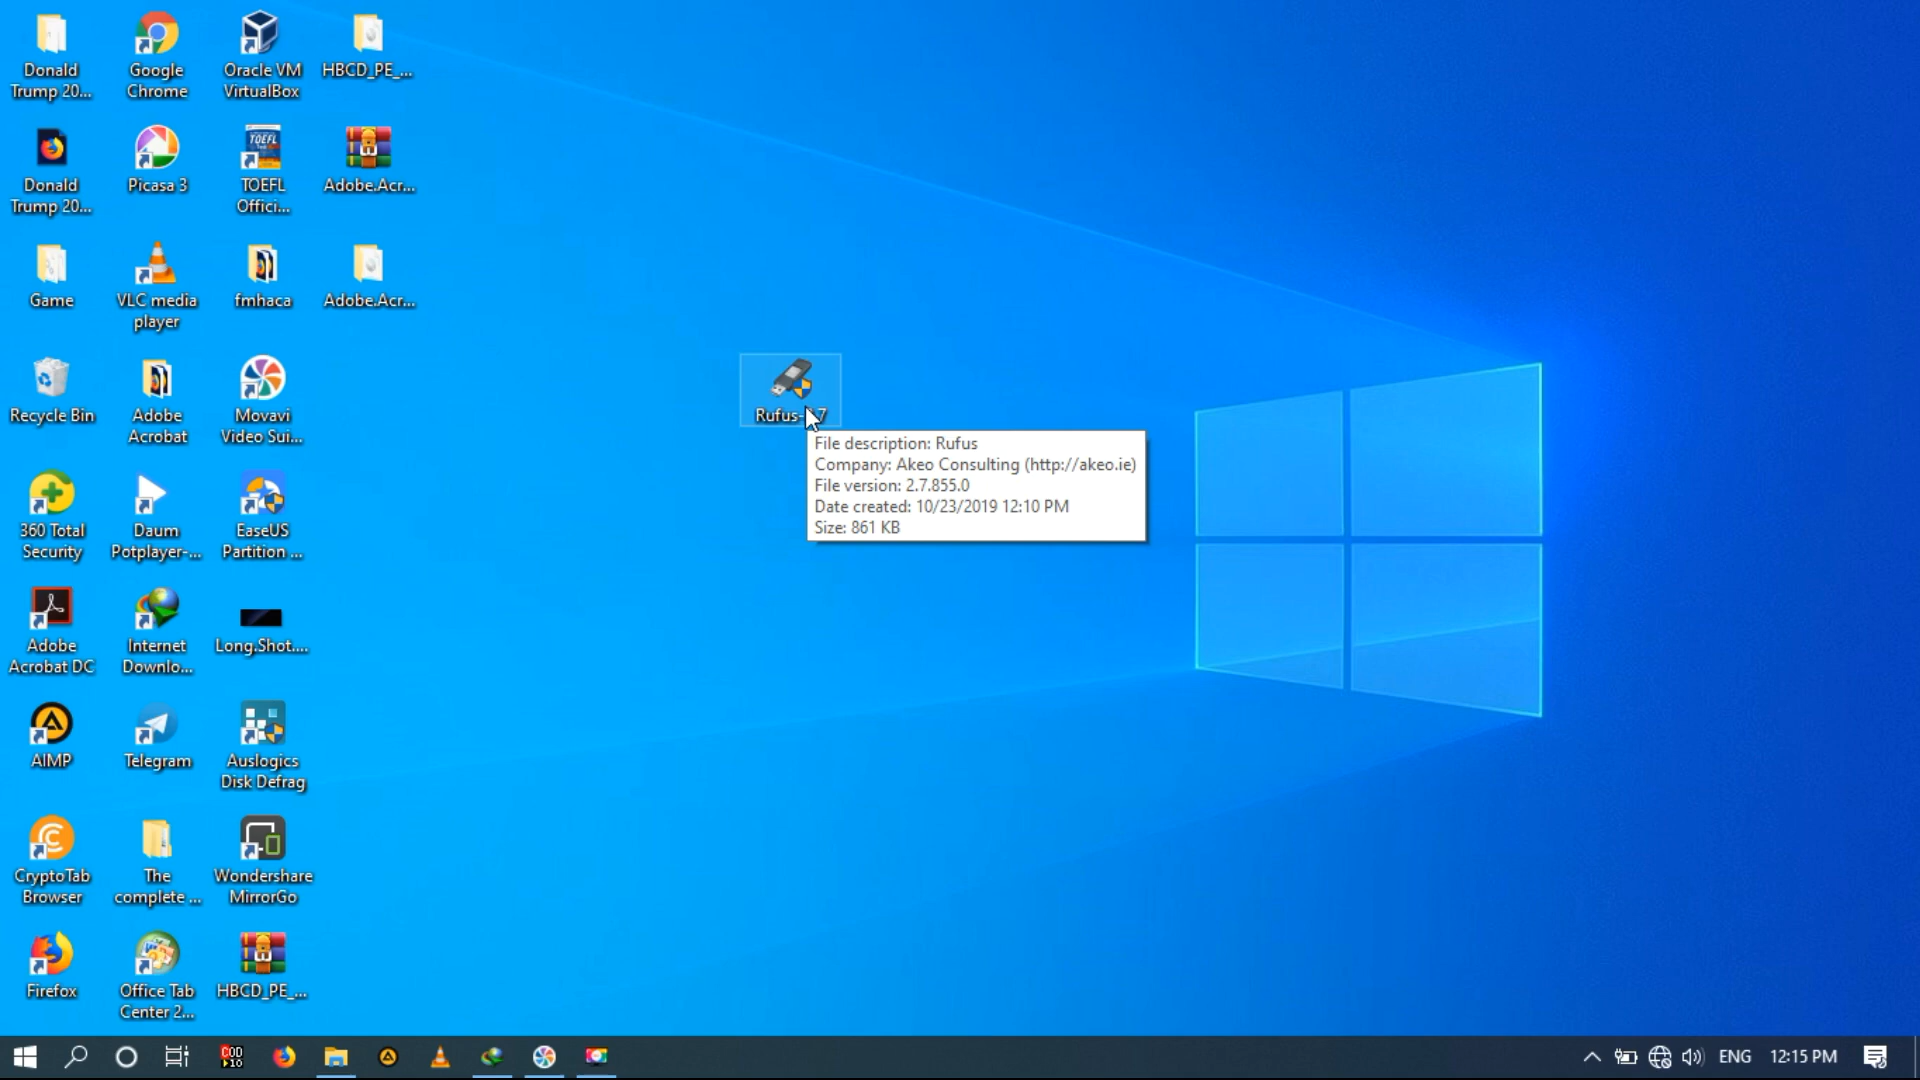 Donald
Trump 20...
Google
Chrome
Oracle VM
VirtualBox
HBCD_PE_...
Donald
Trump 20...
Picasa 3
TOEFL
TOEFL
Offici...
Adobe.Acr...
Game
VLC media
player
fmhaca
Adobe.Acr...
Recycle Bin
Adobe
Acrobat
Movavi
Video Sui...
Rufus-
7
File description: Rufus
Company: Akeo Consulting (http://akeo.ie)
File version: 2.7.855.0
Date created: 10/23/2019 12:10 PM
Size: 861 KB
360 Total
Security
Daum
Potplayer-...
EaseUS
Partition ...
Adobe
Acrobat DC
Internet
Downlo...
Long.Shot....
AIMP
Telegram
Auslogics
Disk Defrag
CryptoTab
Browser
The
complete ...
Wondershare
MirrorGo
Firefox
Office Tab
Center 2...
HBCD_PE_...
COD
10
ENG
12:15 PM